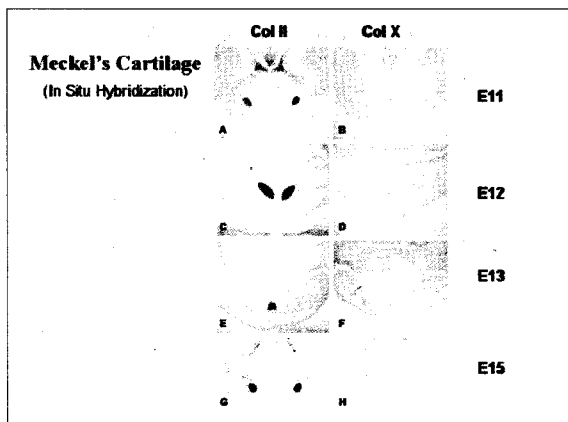 Col II Col X
Meckel's Cartilage
(In Situ Hybridization)
E11
A B
E12
C D
E13
E F
E15
G H